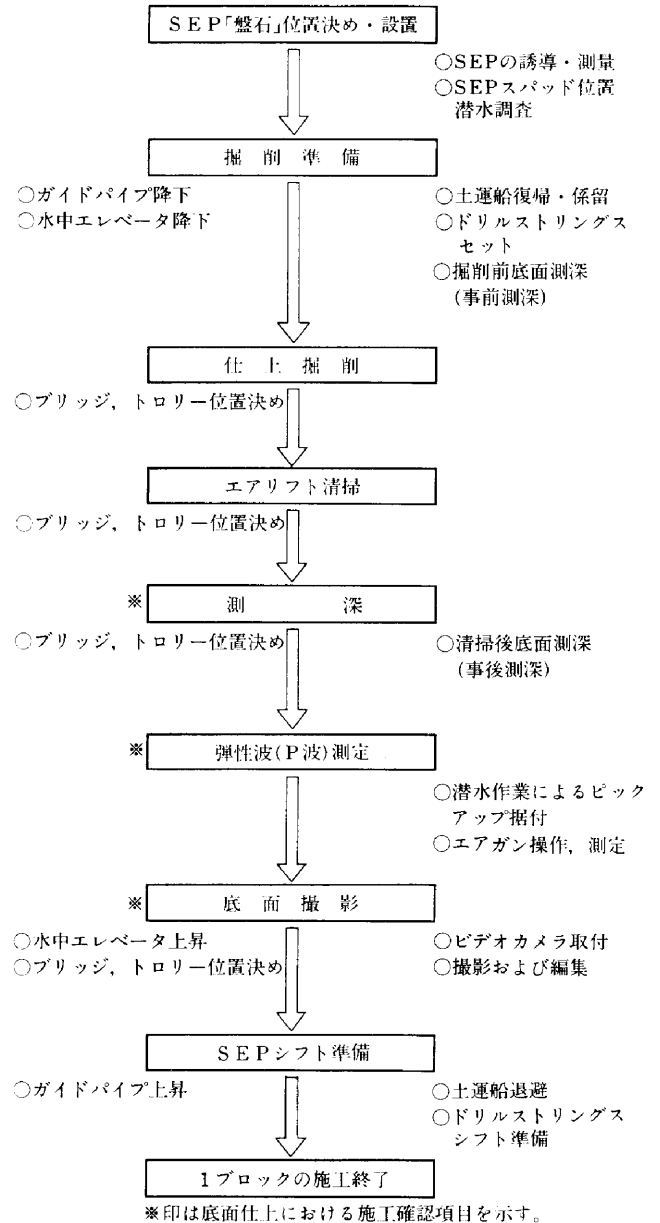 SEP「盤石」位置決め・設置
○SEPの誘導・測量
○SEPスパッド位置
潜水調査
掘削準備
○ガイドパイプ降下
○水中エレベータ降下
○土運船復帰・係留
○ドリルストリングス
セット
○掘削前底面測深
(事前測深)
仕上掘削
○ブリッジ，トロリー位置決め
エアリフト清掃
○ブリッジ，トロリー位置決め
※ 測深
○ブリッジ，トロリー位置決め
○清掃後底面測深
(事後測深)
※ 弾性波(P波)測定
○潜水作業によるピック
アップ据付
○エアガン操作，測定
※ 底面撮影
○水中エレベータ上昇
○ブリッジ，トロリー位置決め
○ビデオカメラ取付
○撮影および編集
SEPシフト準備
○ガイドパイプ上昇
○土運船退避
○ドリルストリングス
シフト準備
1ブロックの施工終了
※印は底面仕上における施工確認項目を示す。